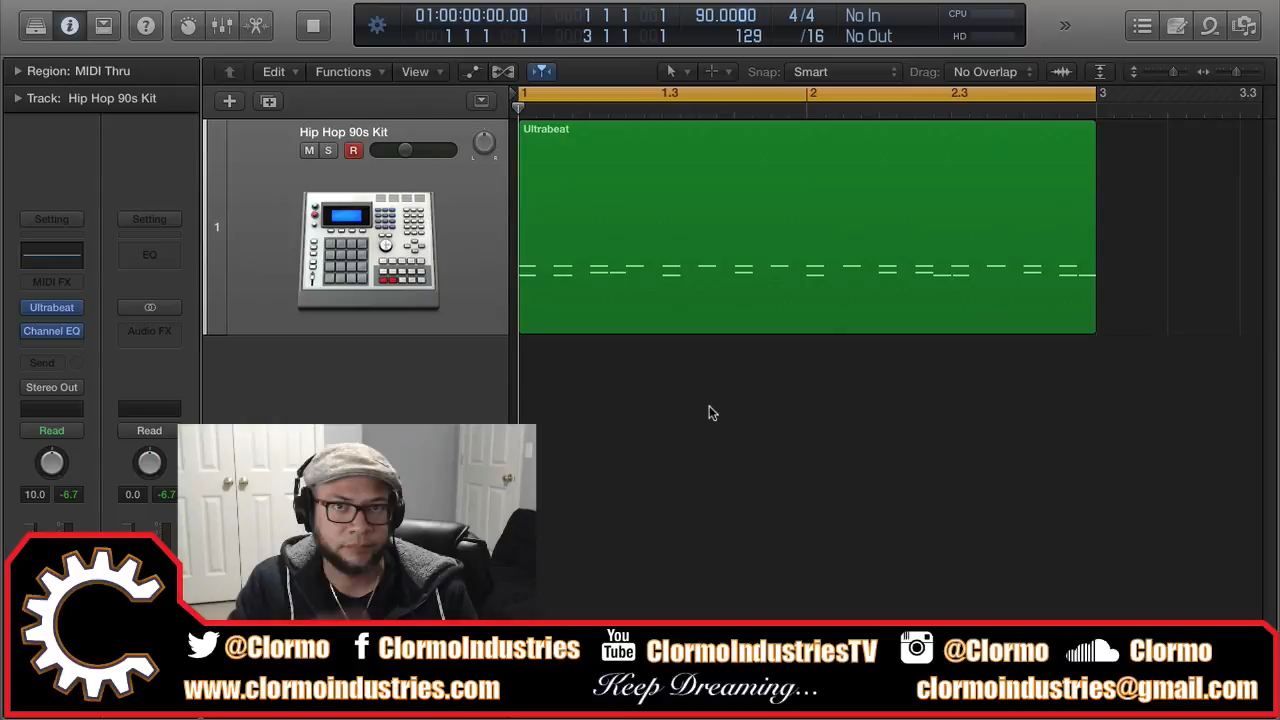 01:00:00:00.00
1 1 1 1
1 1 1 1
3 1 1 1
90.0000
129
4/4
/16
No In
No Out
CPU
HD
Region: MIDI Thru
Edit
Functions
View
Snap: Smart
Drag: No Overlap
Track: Hip Hop 90s Kit
1
1.3
2
2.3
3
3.3
Hip Hop 90s Kit
M S R
L R
1
Ultrabeat
Setting
Setting
EQ
MIDI FX
Ultrabeat
Channel EQ
Audio FX
Send
Stereo Out
Read
Read
10.0 -6.7
0.0 -6.7
C
@Clormo
f ClormoIndustries
You Tube ClormoIndustriesTV
@Clormo
Clormo
www.clormoindustries.com
Keep Dreaming...
clormoindustries@gmail.com